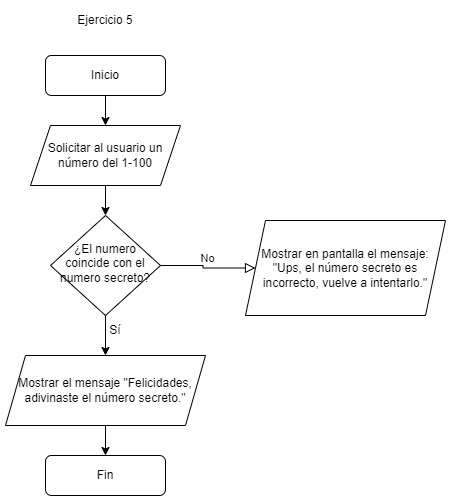 Ejercicio 5
Inicio
Solicitar al usuario un
número del 1-100
¿El numero
coincide con el
numero secreto?
No
Mostrar en pantalla el mensaje:
"Ups, el número secreto es
incorrecto, vuelve a intentarlo."
Sí
Mostrar el mensaje "Felicidades,
adivinaste el número secreto."
Fin